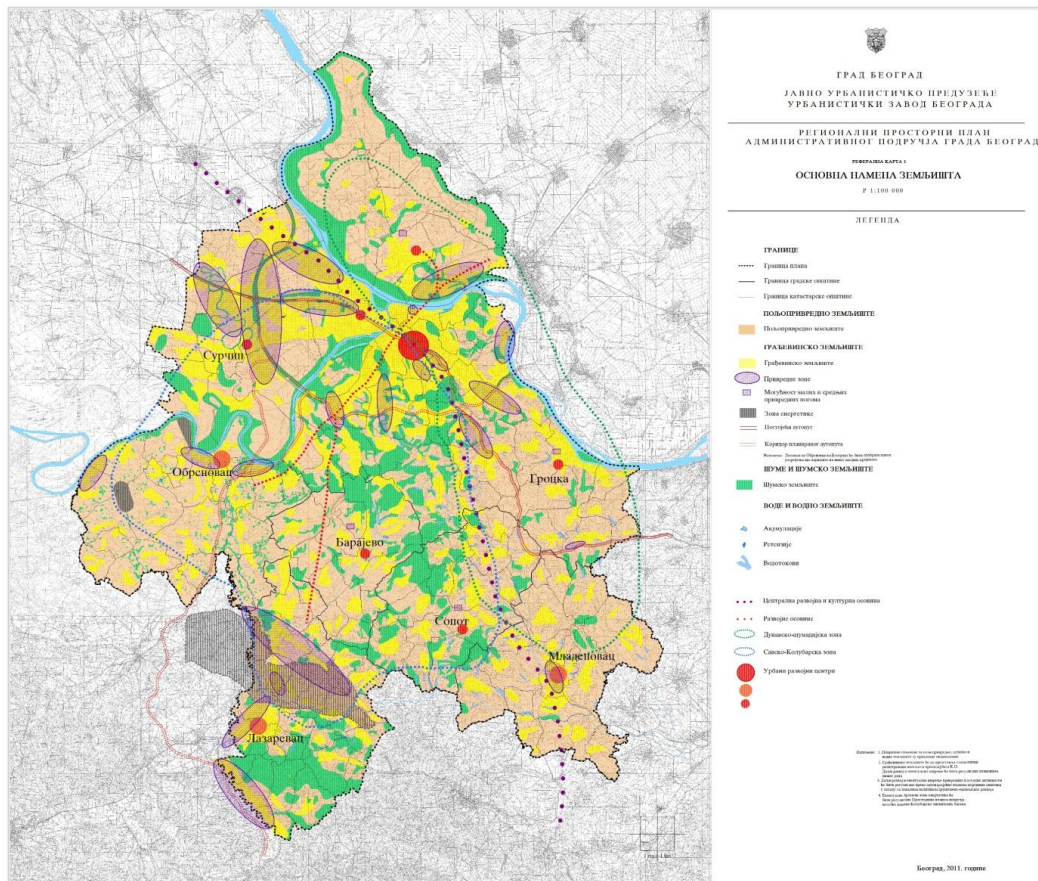 ГРАД БЕОГРАД
ЈАВНО УРБАНИСТИЧКО ПРЕДУЗЕЋЕ
УРБАНИСТИЧКИ ЗАВОД БЕОГРАДА
РЕГИОНАЛНИ ПРОСТОРНИ ПЛАН
АДМИНИСТРАТИВНОГ ПОДРУЧЈА ГРАДА БЕОГРАД
РЕФЕРАЛНА КАРТА 1.
ОСНОВНА НАМЕНА ЗЕМЉИШТА
Р 1:100 000
ЛЕГЕНДА
ГРАНИЦЕ
Граница плана
Граница градске општине
Граница катастарске општине
ПОЉОПРИВРЕДНО ЗЕМЉИШТЕ
Пољопривредно земљиште
ГРАЂЕВИНСКО ЗЕМЉИШТЕ
Грађевинско земљиште
Привредне зоне
Могућност малих и средњих
привредних погона
Зона енергетике
Постојећи аутопут
Коридор планираног аутопута
ШУМЕ И ШУМСКО ЗЕМЉИШТЕ
Шумско земљиште
ВОДЕ И ВОДНО ЗЕМЉИШТЕ
Акумулације
Ретензије
Водотокови
Централна развојна и културна осовина
Развојне осовине
Дунавско-шумадијска зона
Савско-Колубарска зона
Урбани развојни центри
Београд, 2011. године
Сурчин
Обреновац
Гроцка
Барајево
Сопот
Младеновац
Лазаревац